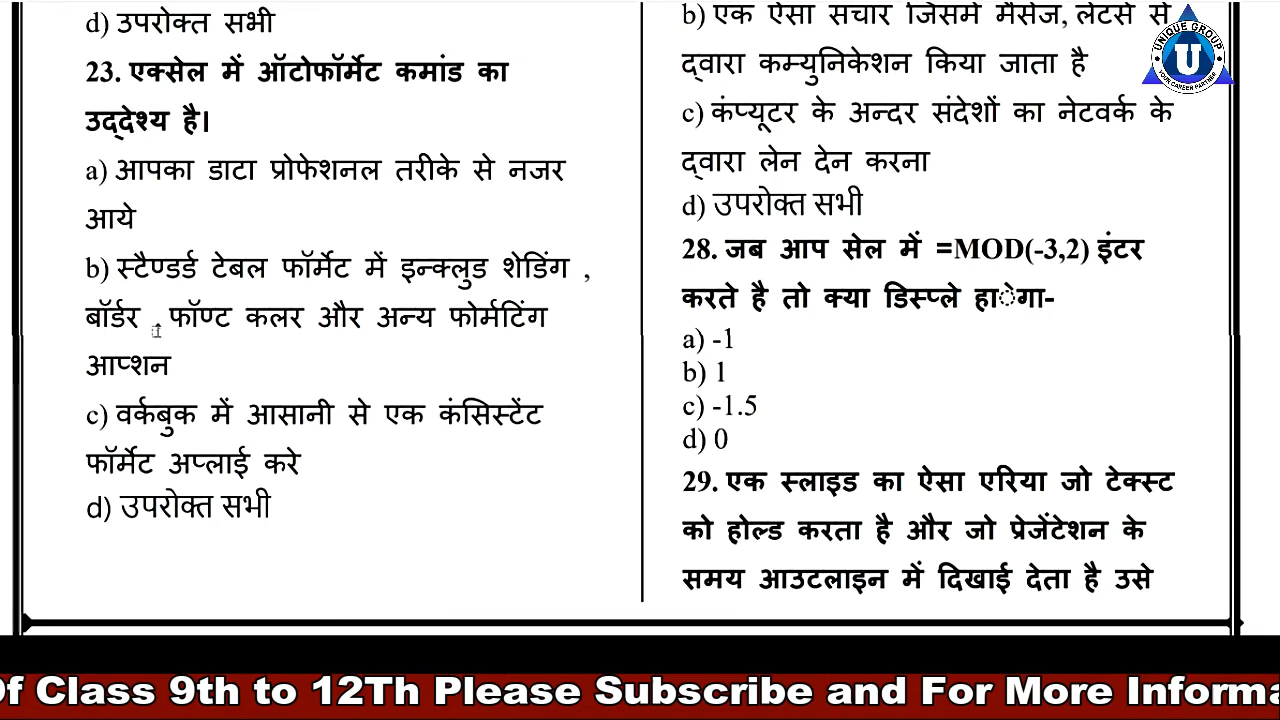 d) उपरोक्त सभी
23. एक्सेल में ऑटोफॉर्मेट कमांड का
उद्देश्य है।
a) आपका डाटा प्रोफेशनल तरीके से नजर
आये
b) स्टैण्डर्ड टेबल फॉर्मेट में इन्क्लुड शेडिंग ,
बॉर्डर , फॉण्ट कलर और अन्य फोर्मटिंग
आप्शन
c) वर्कबुक में आसानी से एक कंसिस्टेंट
फॉर्मेट अप्लाई करे
d) उपरोक्त सभी
b) एक ऐसा संचार जिसमें मैसेज, लेटर्स से
द्वारा कम्युनिकेशन किया जाता है
c) कंप्यूटर के अन्दर संदेशों का नेटवर्क के
द्वारा लेन देन करना
d) उपरोक्त सभी
28. जब आप सेल में =MOD(-3,2) इंटर
करते है तो क्या डिस्प्ले हाेगा-
a) -1
b) 1
c) -1.5
d) 0
29. एक स्लाइड का ऐसा एरिया जो टेक्स्ट
को होल्ड करता है और जो प्रेजेंटेशन के
समय आउटलाइन में दिखाई देता है उसे
UNIQUE GROUP
U
YOUR CAREER PARTNER
Of Class 9th to 12Th Please Subscribe and For More Informa